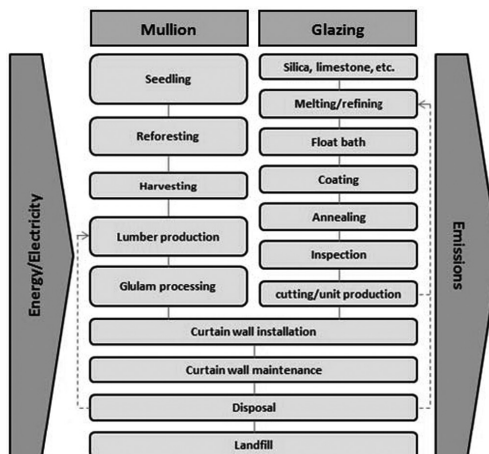 Mullion
Glazing
Seedling
Reforesting
Harvesting
Lumber production
Glulam processing
Silica, limestone, etc.
Melting/refining
Float bath
Coating
Annealing
Inspection
cutting/unit production
Curtain wall installation
Curtain wall maintenance
Disposal
Landfill
Energy/Electricity
Emissions